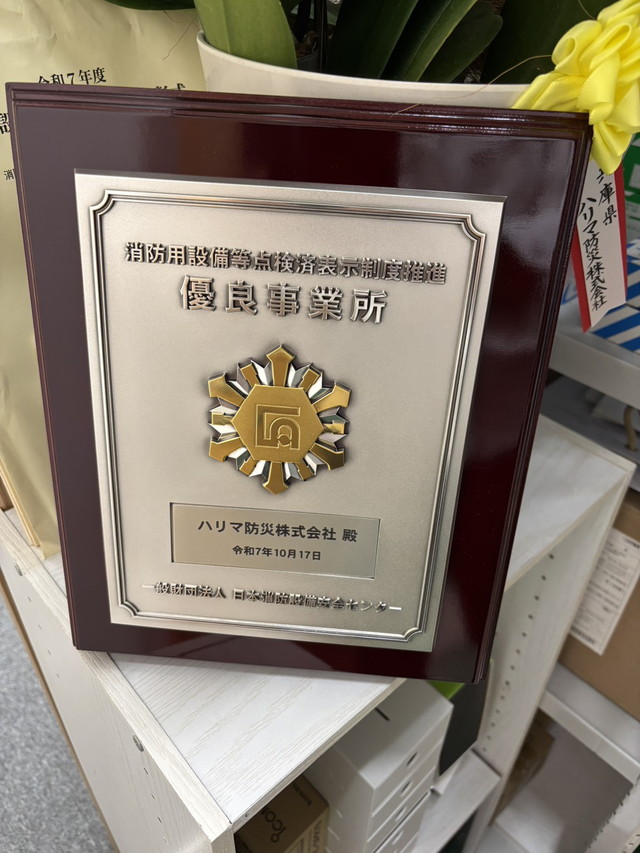 令和7年度
消防用設備等点検済表示制度推進
優良事業所
ハリマ防災株式会社 殿
令和7年10月17日
一般財団法人 日本消防設備安全センター
兵庫県
ハリマ防災株式会社